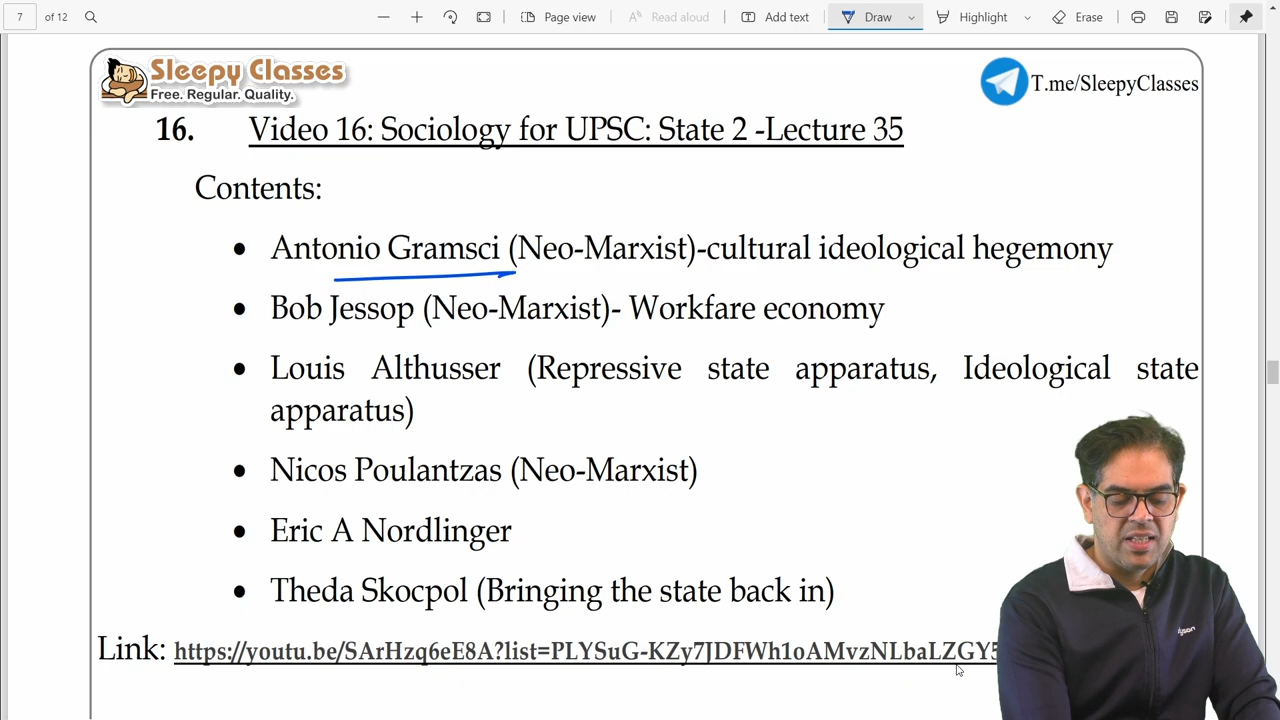 7 of 12 Page view Read aloud Add text Draw Highlight Erase
Sleepy Classes
Free. Regular. Quality.
T.me/SleepyClasses
16. Video 16: Sociology for UPSC: State 2 -Lecture 35
Contents:
• Antonio Gramsci (Neo-Marxist)-cultural ideological hegemony
• Bob Jessop (Neo-Marxist)- Workfare economy
• Louis Althusser (Repressive state apparatus, Ideological state
apparatus)
• Nicos Poulantzas (Neo-Marxist)
• Eric A Nordlinger
• Theda Skocpol (Bringing the state back in)
Link: https://youtu.be/SArHzq6eE8A?list=PLYSuG-KZy7JDFWh1oAMvzNLbaLZGY5
dyson